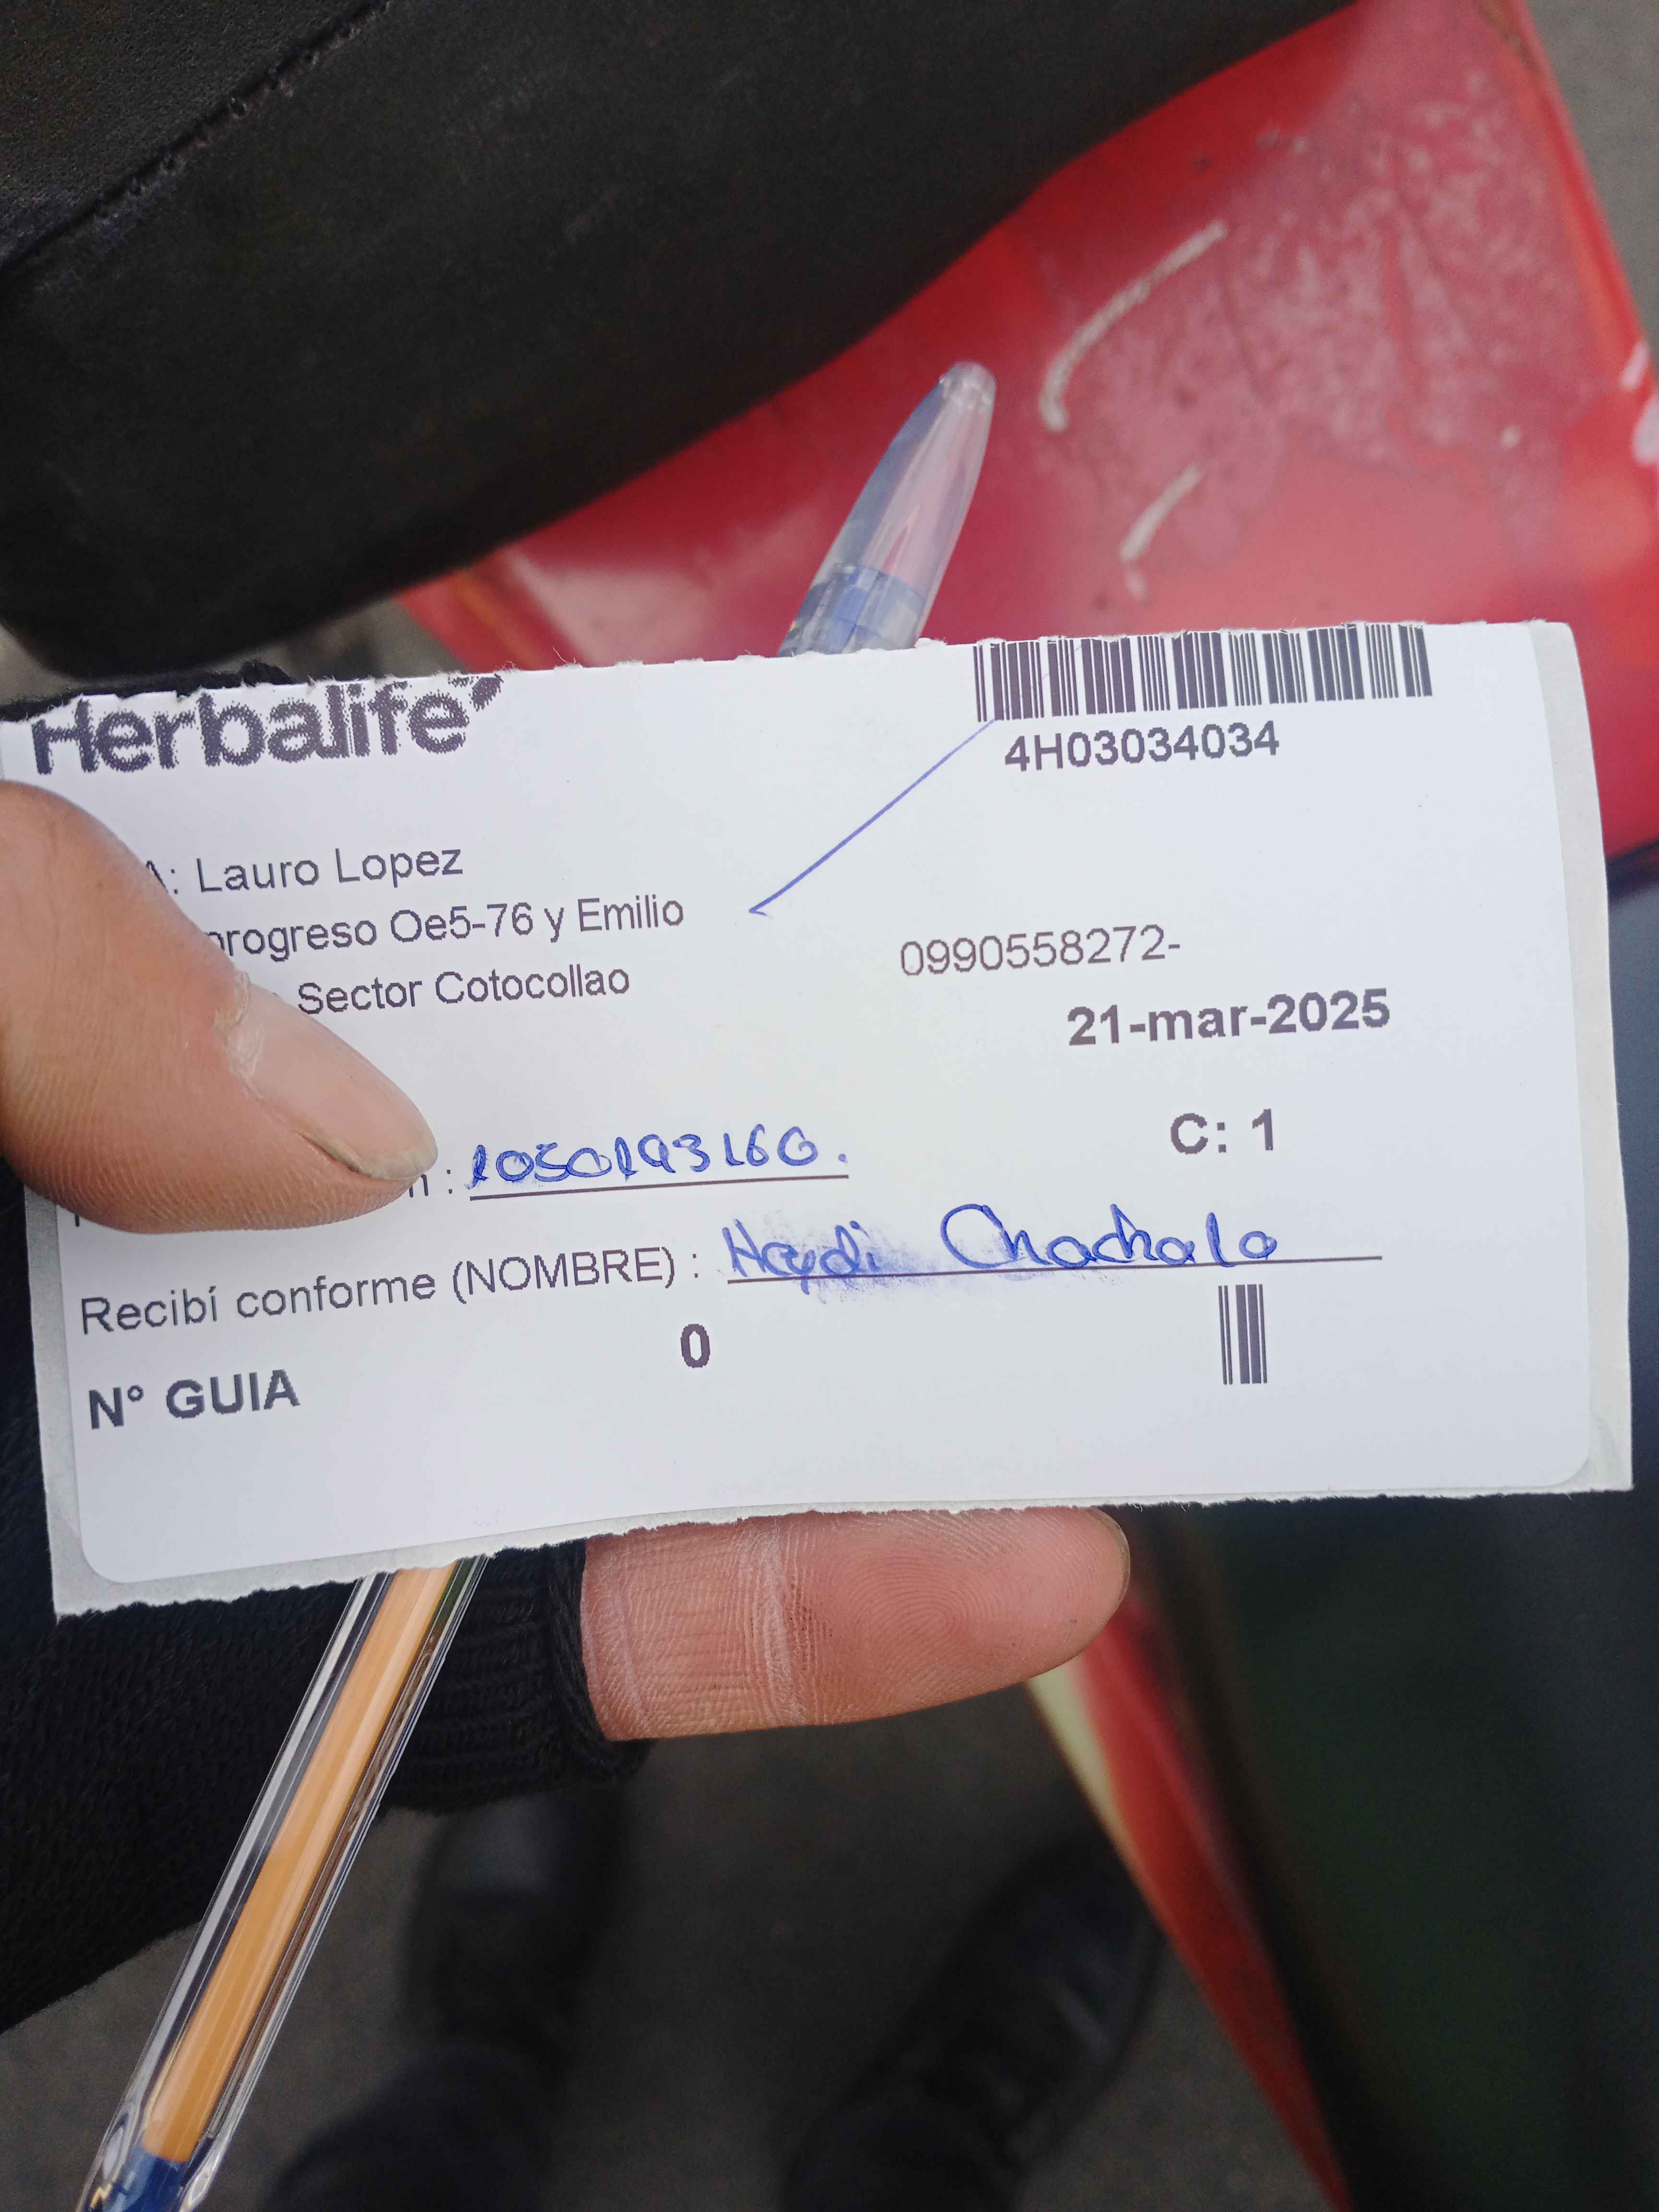 Herbalife
4H03034034
A: Lauro Lopez
progreso Oe5-76 y Emilio
0990558272-
Sector Cotocollao
21-mar-2025
C: 1
: 1050193160.
Recibí conforme (NOMBRE) : Heydi Chachalo
N° GUIA 0